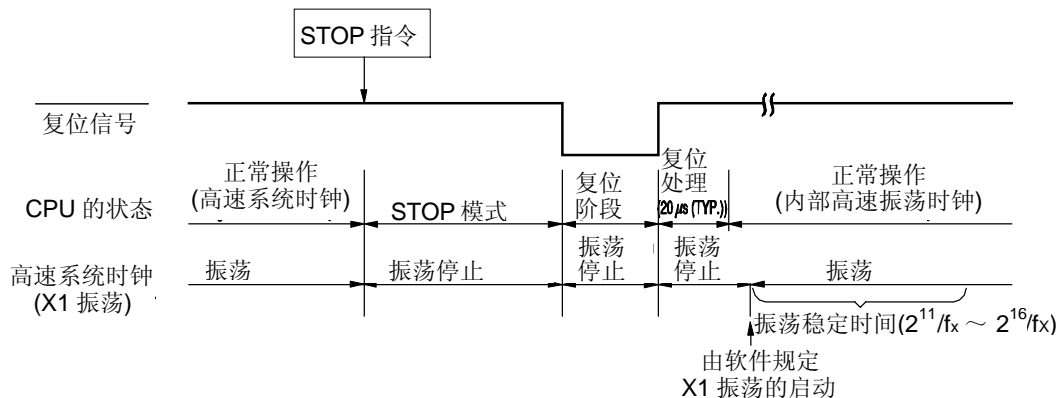 STOP 指令
复位信号
正常操作
(高速系统时钟)
复位
阶段
复位
处理
(20 μs (TYP.))
正常操作
(内部高速振荡时钟)
CPU 的状态
STOP 模式
高速系统时钟
(X1 振荡)
振荡
振荡停止
振荡
停止
振荡
停止
振荡
振荡稳定时间(2^11/fx ～ 2^16/fx)
由软件规定
X1 振荡的启动